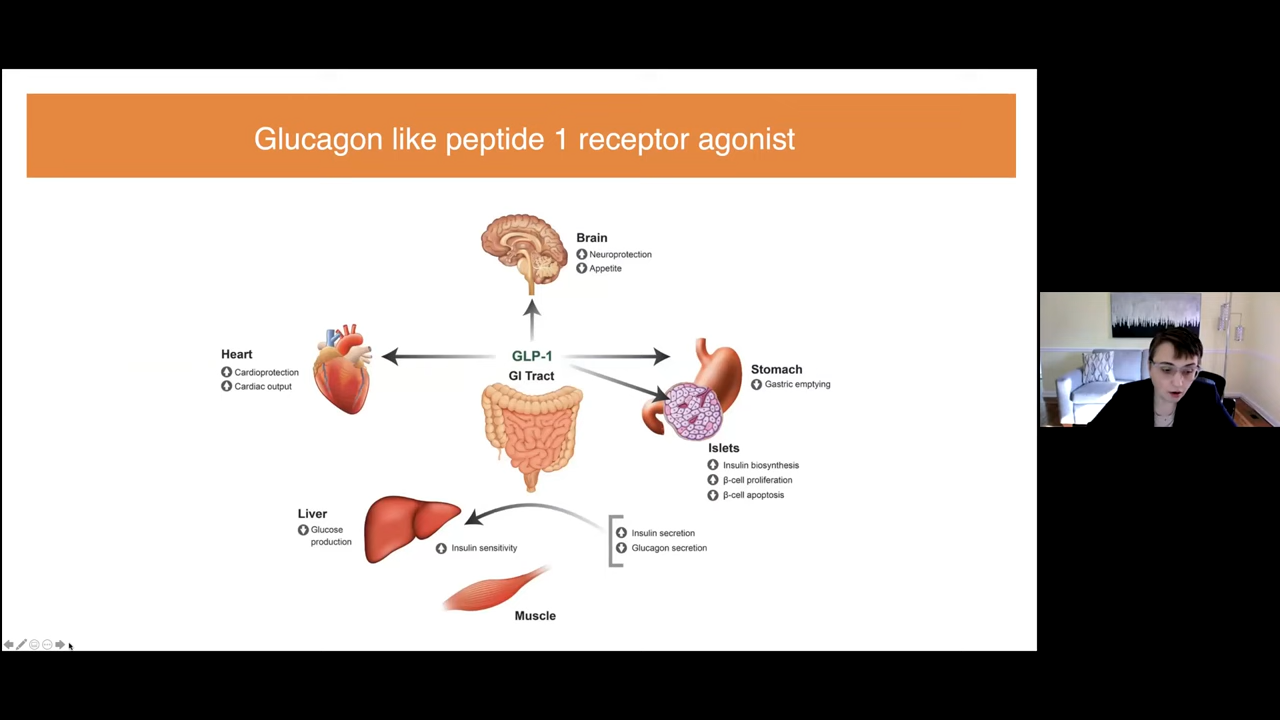 Glucagon like peptide 1 receptor agonist
Brain
Neuroprotection
Appetite
Heart
Cardioprotection
Cardiac output
GLP-1
GI Tract
Stomach
Gastric emptying
Islets
Insulin biosynthesis
β-cell proliferation
β-cell apoptosis
Liver
Glucose
production
Insulin sensitivity
Insulin secretion
Glucagon secretion
Muscle